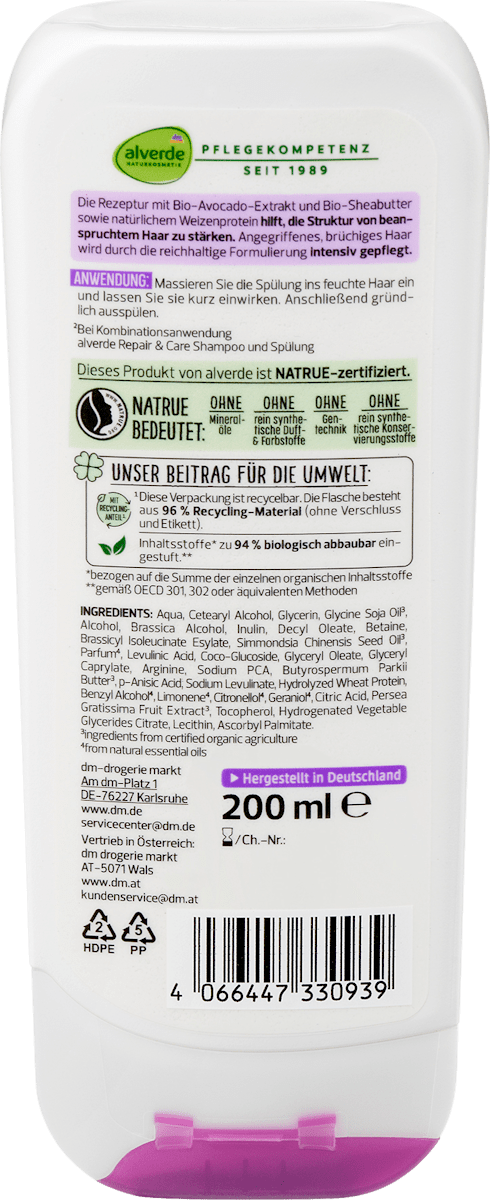 dm
alverde
NATURKOSMETIK
PFLEGEKOMPETENZ
SEIT 1989
Die Rezeptur mit Bio-Avocado-Extrakt und Bio-Sheabutter
sowie natürlichem Weizenprotein hilft, die Struktur von bean-
spruchtem Haar zu stärken. Angegriffenes, brüchiges Haar
wird durch die reichhaltige Formulierung intensiv gepflegt.
ANWENDUNG: Massieren Sie die Spülung ins feuchte Haar ein
und lassen Sie sie kurz einwirken. Anschließend gründ-
lich ausspülen.
²Bei Kombinationsanwendung
alverde Repair & Care Shampoo und Spülung
Dieses Produkt von alverde ist NATRUE-zertifiziert.
WWW.NATRUE.ORG
NATRUE
BEDEUTET:
OHNE
Mineral-
öle
OHNE
rein synthe-
tische Duft-
& Farbstoffe
OHNE
Gen-
technik
OHNE
rein synthe-
tische Konser-
vierungsstoffe
UNSER BEITRAG FÜR DIE UMWELT:
MIT
RECYCLING-
ANTEIL¹
¹Diese Verpackung ist recycelbar. Die Flasche besteht
aus 96 % Recycling-Material (ohne Verschluss
und Etikett).
Inhaltsstoffe* zu 94 % biologisch abbaubar ein-
gestuft.**
*bezogen auf die Summe der einzelnen organischen Inhaltsstoffe
**gemäß OECD 301, 302 oder äquivalenten Methoden
INGREDIENTS: Aqua, Cetearyl Alcohol, Glycerin, Glycine Soja Oil³,
Alcohol, Brassica Alcohol, Inulin, Decyl Oleate, Betaine,
Brassicyl Isoleucinate Esylate, Simmondsia Chinensis Seed Oil³,
Parfum⁴, Levulinic Acid, Coco-Glucoside, Glyceryl Oleate, Glyceryl
Caprylate, Arginine, Sodium PCA, Butyrospermum Parkii
Butter³, p-Anisic Acid, Sodium Levulinate, Hydrolyzed Wheat Protein,
Benzyl Alcohol⁴, Limonene⁴, Citronellol⁴, Geraniol⁴, Citric Acid, Persea
Gratissima Fruit Extract³, Tocopherol, Hydrogenated Vegetable
Glycerides Citrate, Lecithin, Ascorbyl Palmitate.
³ingredients from certified organic agriculture
⁴from natural essential oils
dm-drogerie markt
Am dm-Platz 1
DE-76227 Karlsruhe
www.dm.de
servicecenter@dm.de
Vertrieb in Österreich:
dm drogerie markt
AT-5071 Wals
www.dm.at
kundenservice@dm.at
Hergestellt in Deutschland
200 ml ℮
/Ch.-Nr.:
2
HDPE
5
PP
4 066447 330939